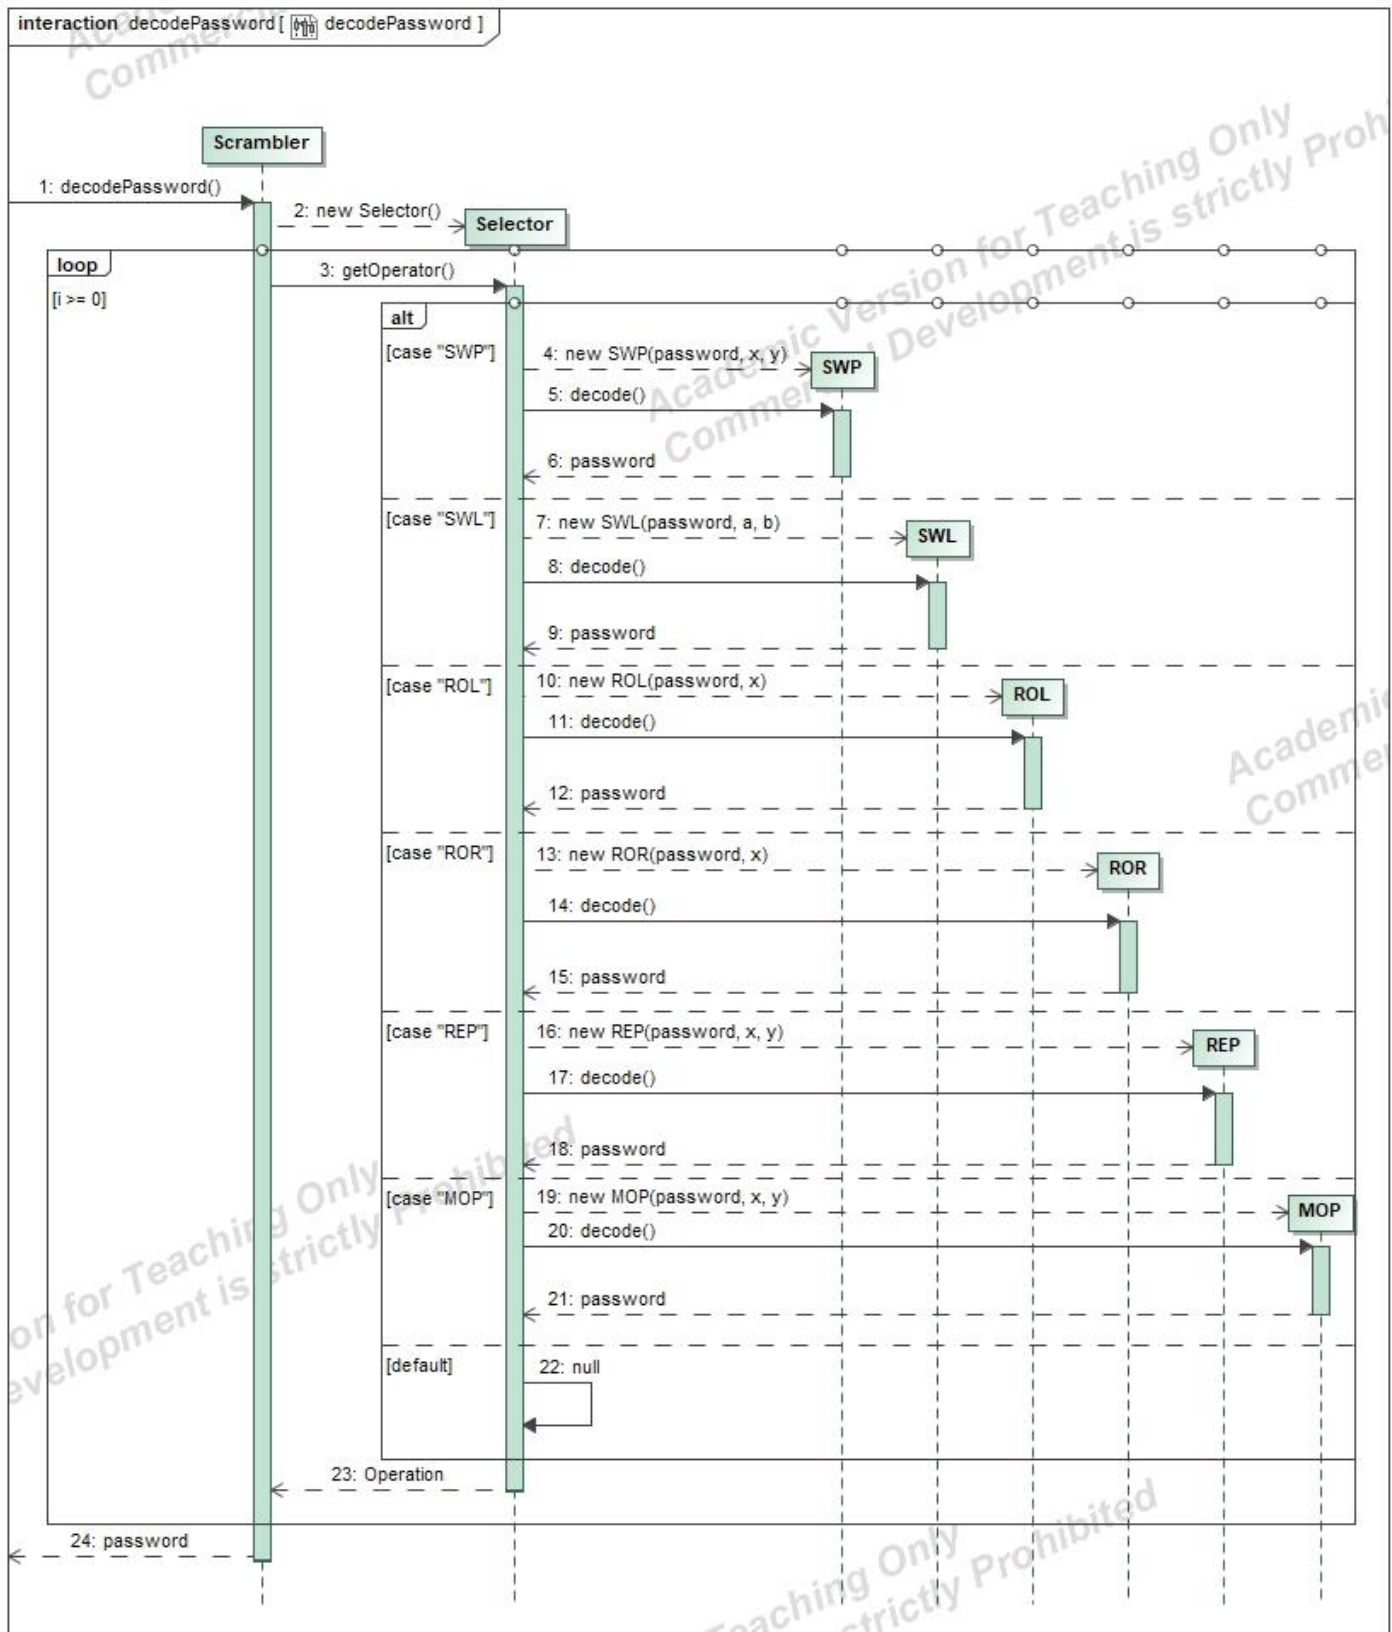 interaction decodePassword [ decodePassword ]
Academic Version for Teaching Only
Commercial Development is strictly Prohibited
Scrambler
1: decodePassword()
2: new Selector()
Selector
loop
[i >= 0]
3: getOperator()
alt
[case "SWP"]
4: new SWP(password, x, y)
SWP
5: decode()
6: password
[case "SWL"]
7: new SWL(password, a, b)
SWL
8: decode()
9: password
[case "ROL"]
10: new ROL(password, x)
ROL
11: decode()
12: password
[case "ROR"]
13: new ROR(password, x)
ROR
14: decode()
15: password
[case "REP"]
16: new REP(password, x, y)
REP
17: decode()
18: password
[case "MOP"]
19: new MOP(password, x, y)
MOP
20: decode()
21: password
[default]
22: null
23: Operation
24: password